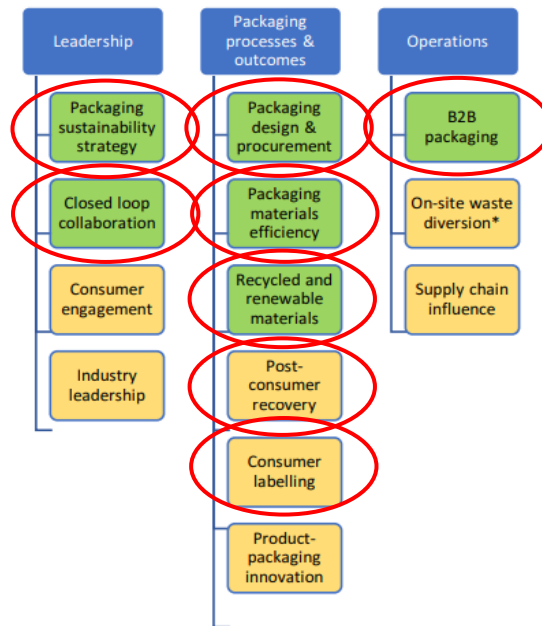 Leadership
Packaging
sustainability
strategy
Closed loop
collaboration
Consumer
engagement
Industry
leadership
Packaging
processes &
outcomes
Packaging
design &
procurement
Packaging
materials
efficiency
Recycled and
renewable
materials
Post-
consumer
recovery
Consumer
labelling
Product-
packaging
innovation
Operations
B2B
packaging
On-site waste
diversion*
Supply chain
influence